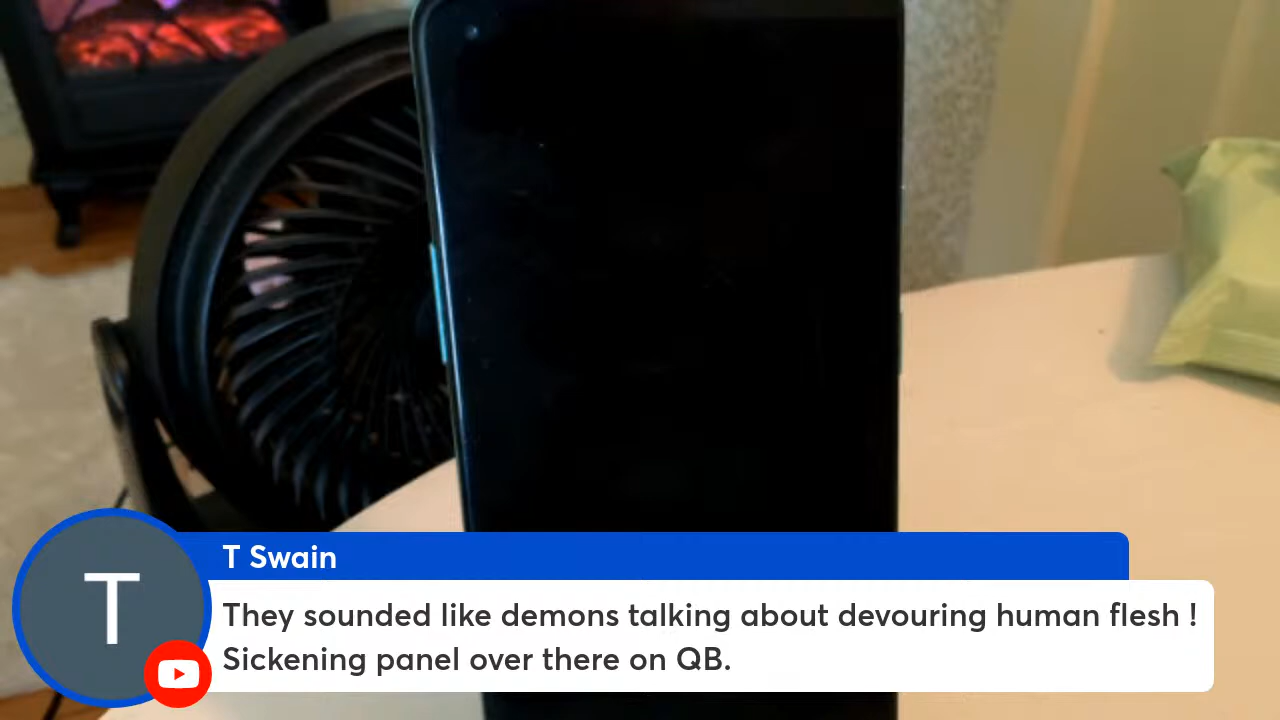 T Swain
T
They sounded like demons talking about devouring human flesh !
Sickening panel over there on QB.